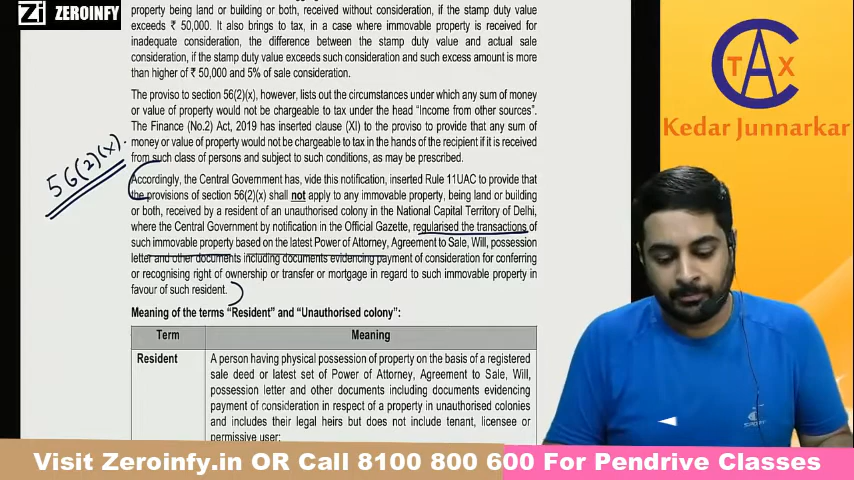 Zi ZEROINFY
property being land or building or both, received without consideration, if the stamp duty value
exceeds ₹ 50,000. It also brings to tax, in a case where immovable property is received for
inadequate consideration, the difference between the stamp duty value and actual sale
consideration, if the stamp duty value exceeds such consideration and such excess amount is more
than higher of ₹ 50,000 and 5% of sale consideration.
The proviso to section 56(2)(x), however, lists out the circumstances under which any sum of money
or value of property would not be chargeable to tax under the head "Income from other sources".
The Finance (No.2) Act, 2019 has inserted clause (XI) to the proviso to provide that any sum of
money or value of property would not be chargeable to tax in the hands of the recipient if it is received
from such class of persons and subject to such conditions, as may be prescribed.
56(2)(x).
Accordingly, the Central Government has, vide this notification, inserted Rule 11UAC to provide that
the provisions of section 56(2)(x) shall not apply to any immovable property, being land or building
or both, received by a resident of an unauthorised colony in the National Capital Territory of Delhi,
where the Central Government by notification in the Official Gazette, regularised the transactions of
such immovable property based on the latest Power of Attorney, Agreement to Sale, Will, possession
letter and other documents including documents evidencing payment of consideration for conferring
or recognising right of ownership or transfer or mortgage in regard to such immovable property in
favour of such resident.
Meaning of the terms "Resident" and "Unauthorised colony":
Term Meaning
Resident A person having physical possession of property on the basis of a registered
sale deed or latest set of Power of Attorney, Agreement to Sale, Will,
possession letter and other documents including documents evidencing
payment of consideration in respect of a property in unauthorised colonies
and includes their legal heirs but does not include tenant, licensee or
permissive user;
TAX
Kedar Junnarkar
Visit Zeroinfy.in OR Call 8100 800 600 For Pendrive Classes